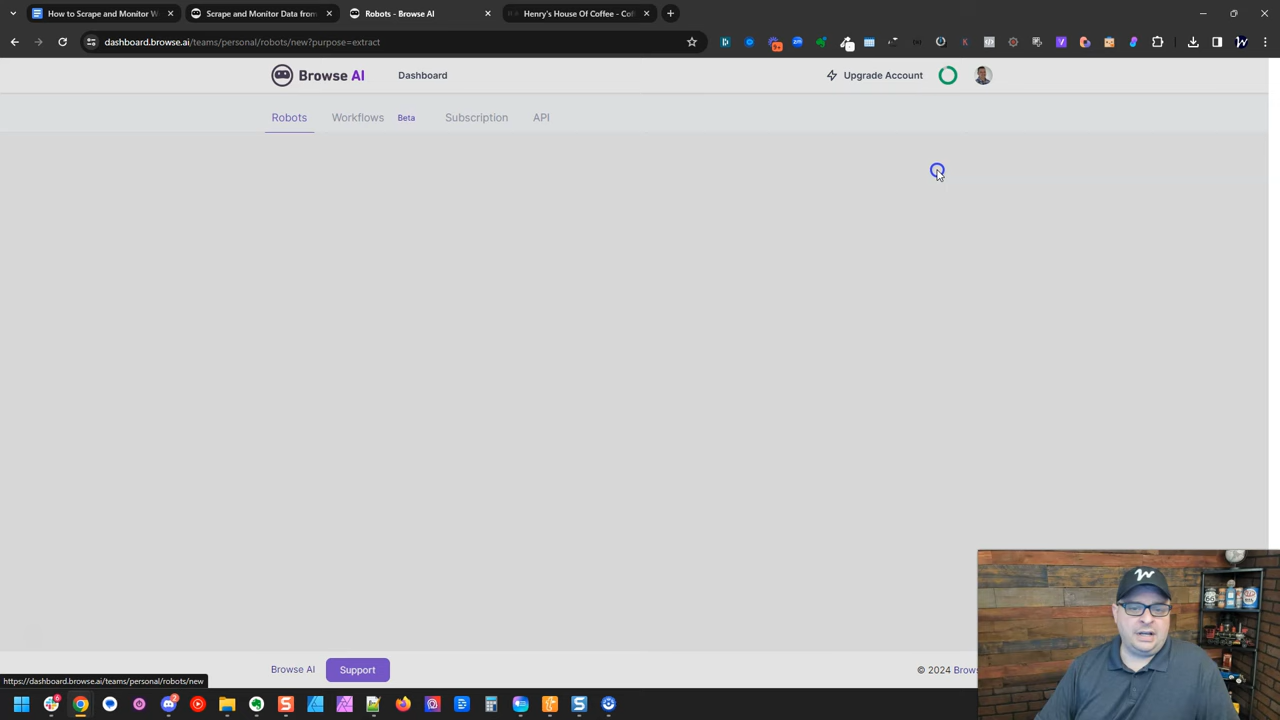 How to Scrape and Monitor W
Scrape and Monitor Data from
Robots - Browse AI
Henry's House Of Coffee - Cof
dashboard.browse.ai/teams/personal/robots/new?purpose=extract
9+
Browse AI
Dashboard
Upgrade Account
Robots
Workflows
Beta
Subscription
API
Browse AI
Support
© 2024 Brows
https://dashboard.browse.ai/teams/personal/robots/new